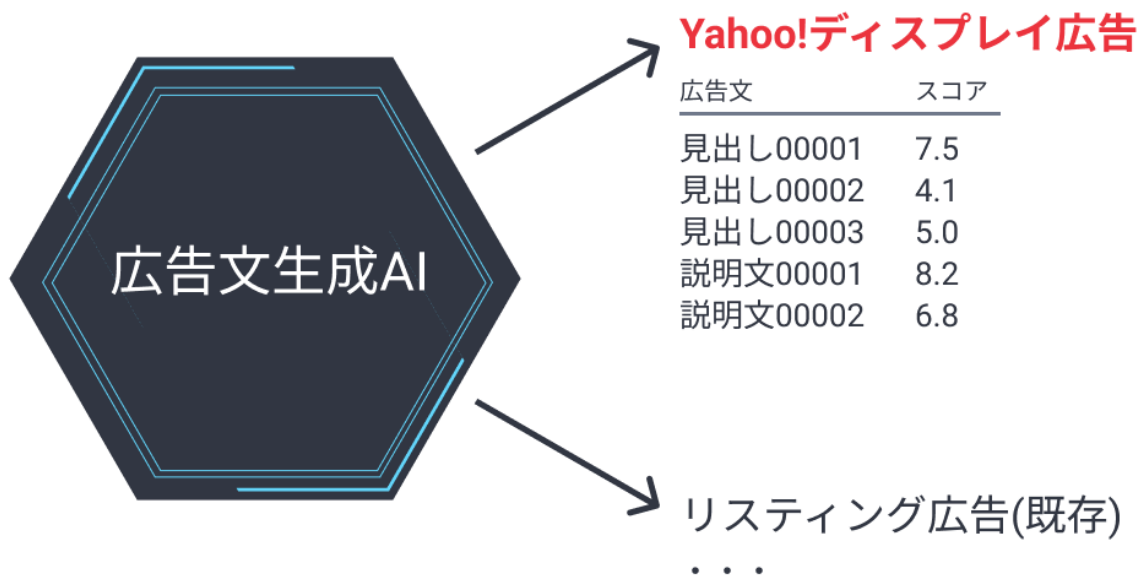 Yahoo!ディスプレイ広告
広告文 スコア
見出し00001 7.5
見出し00002 4.1
見出し00003 5.0
説明文00001 8.2
説明文00002 6.8
広告文生成AI
リスティング広告(既存)
・・・